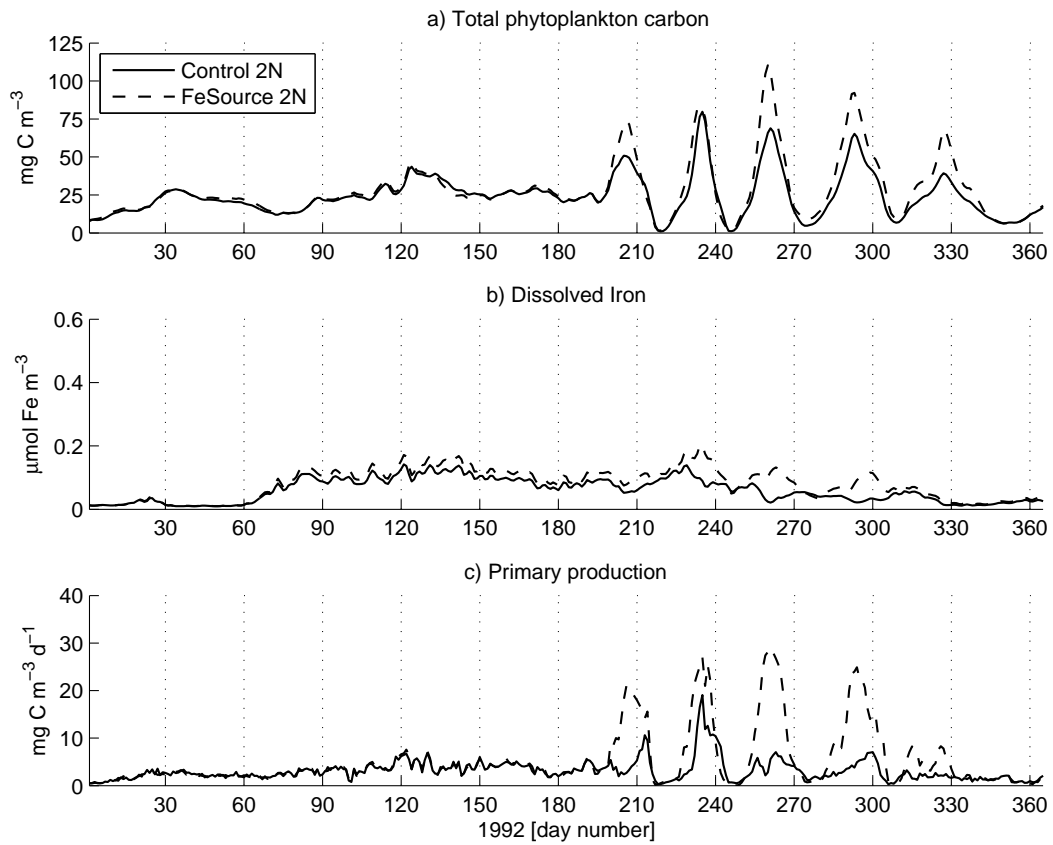 a) Total phytoplankton carbon
125
100
75
50
25
0
mg C m⁻³
Control 2N
FeSource 2N
30 60 90 120 150 180 210 240 270 300 330 360
b) Dissolved Iron
0.6
0.4
0.2
0
μmol Fe m⁻³
30 60 90 120 150 180 210 240 270 300 330 360
c) Primary production
40
30
20
10
0
mg C m⁻³ d⁻¹
30 60 90 120 150 180 210 240 270 300 330 360
1992 [day number]